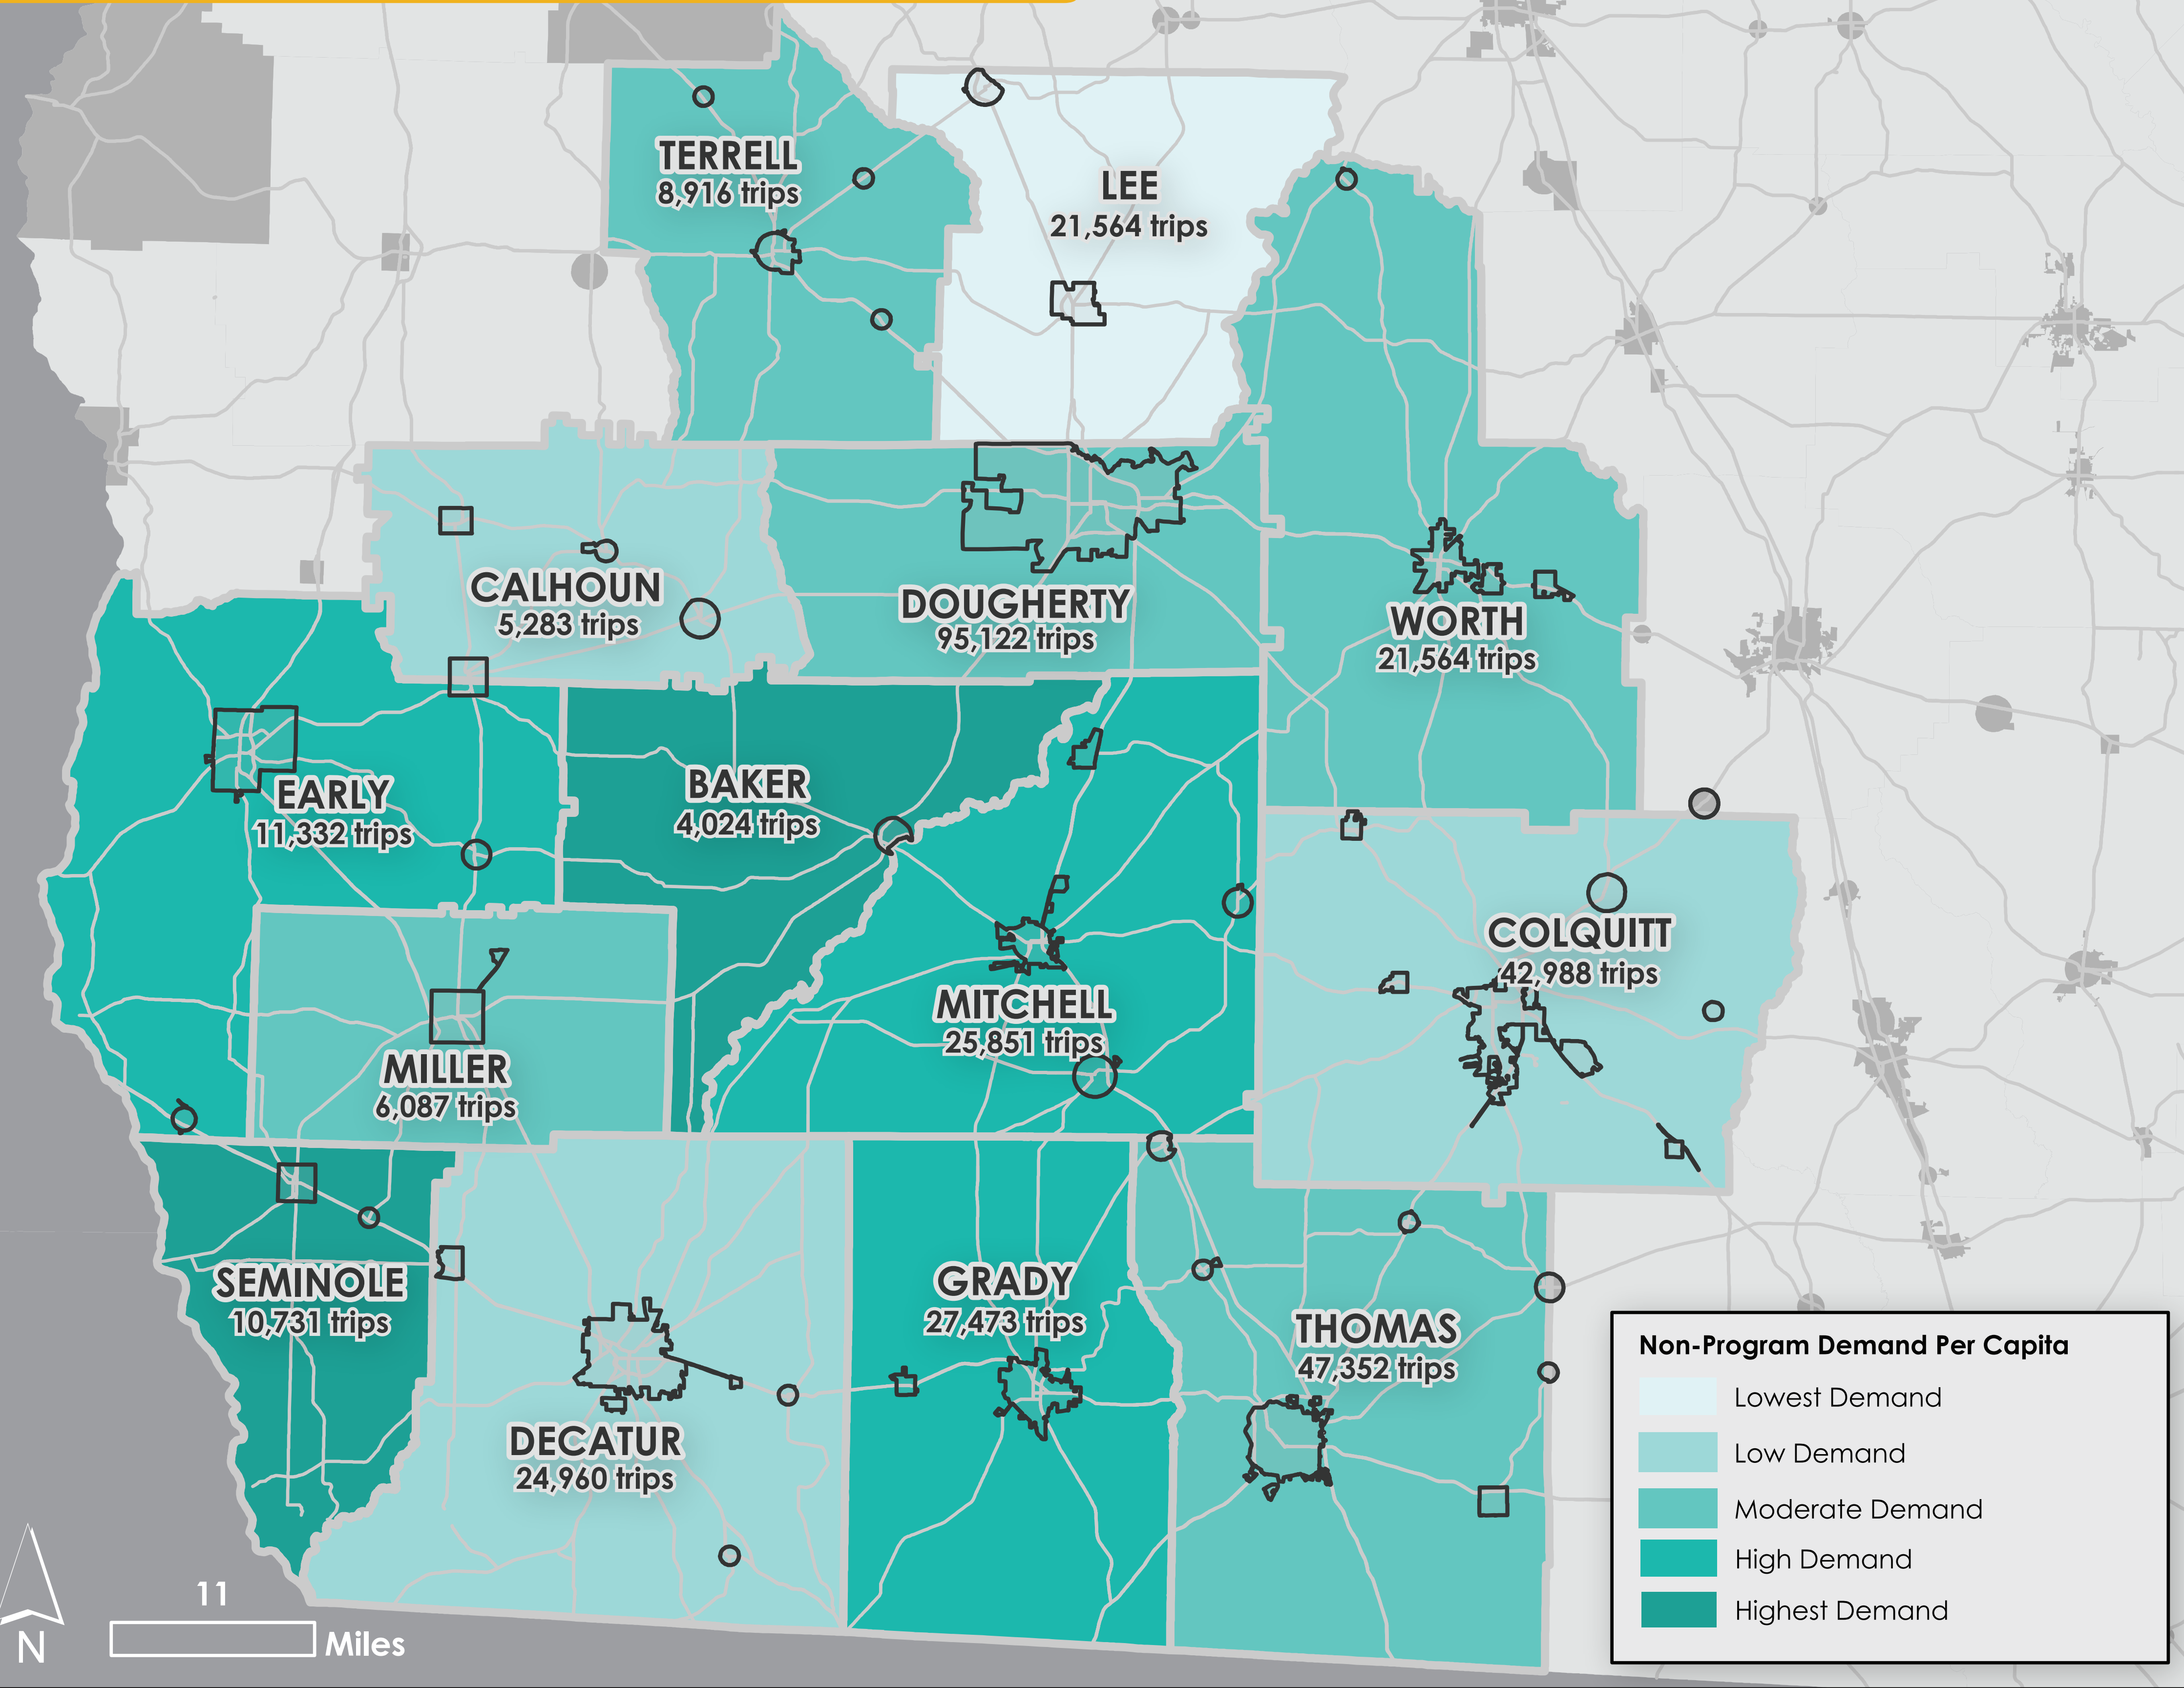 TERRELL
8,916 trips
LEE
21,564 trips
CALHOUN
5,283 trips
DOUGHERTY
95,122 trips
WORTH
21,564 trips
EARLY
11,332 trips
BAKER
4,024 trips
MITCHELL
25,851 trips
COLQUITT
42,988 trips
MILLER
6,087 trips
SEMINOLE
10,731 trips
GRADY
27,473 trips
THOMAS
47,352 trips
DECATUR
24,960 trips
Non-Program Demand Per Capita
Lowest Demand
Low Demand
Moderate Demand
High Demand
Highest Demand
11
Miles
N